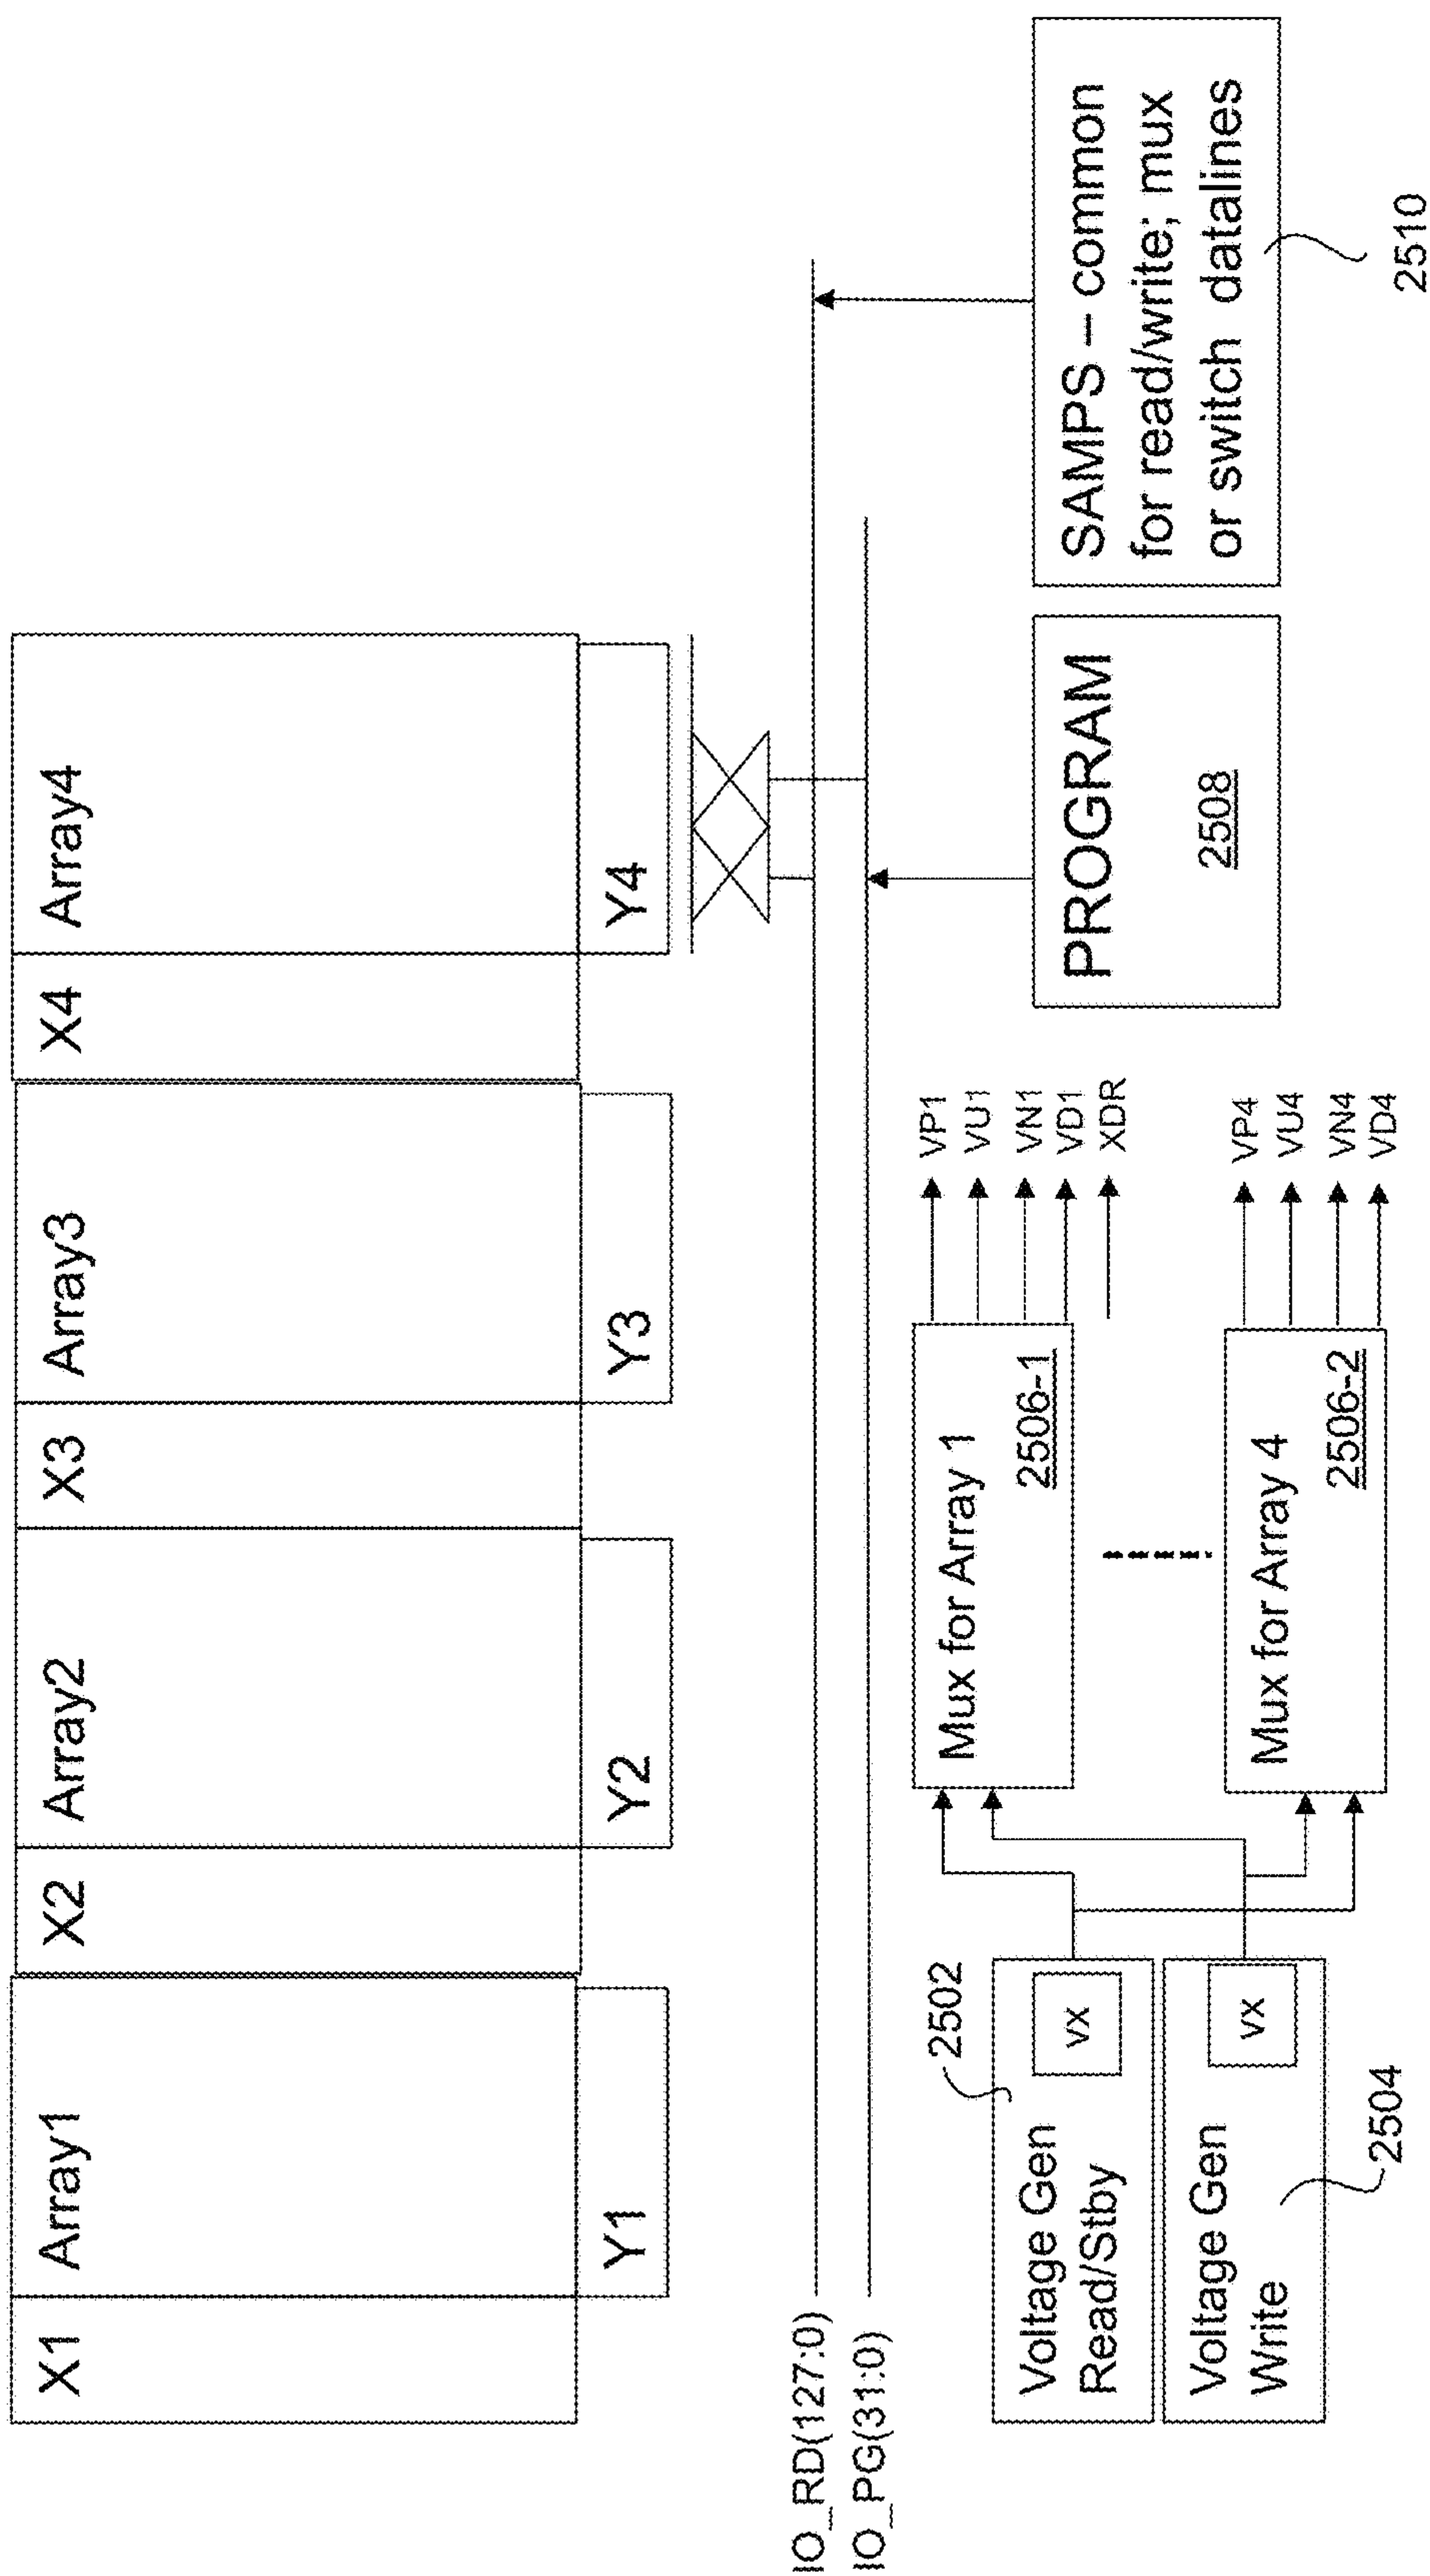 X1
Array1
X2
Array2
X3
Array3
X4
Array4
Y1
Y2
Y3
Y4
IO_RD(127:0)
IO_PG(31:0)
2502
Voltage Gen
Read/Stby
vx
Voltage Gen
Write
vx
2504
Mux for Array 1
2506-1
VP1
VU1
VN1
VD1
XDR
Mux for Array 4
2506-2
VP4
VU4
VN4
VD4
PROGRAM
2508
SAMPS – common
for read/write; mux
or switch datalines
2510